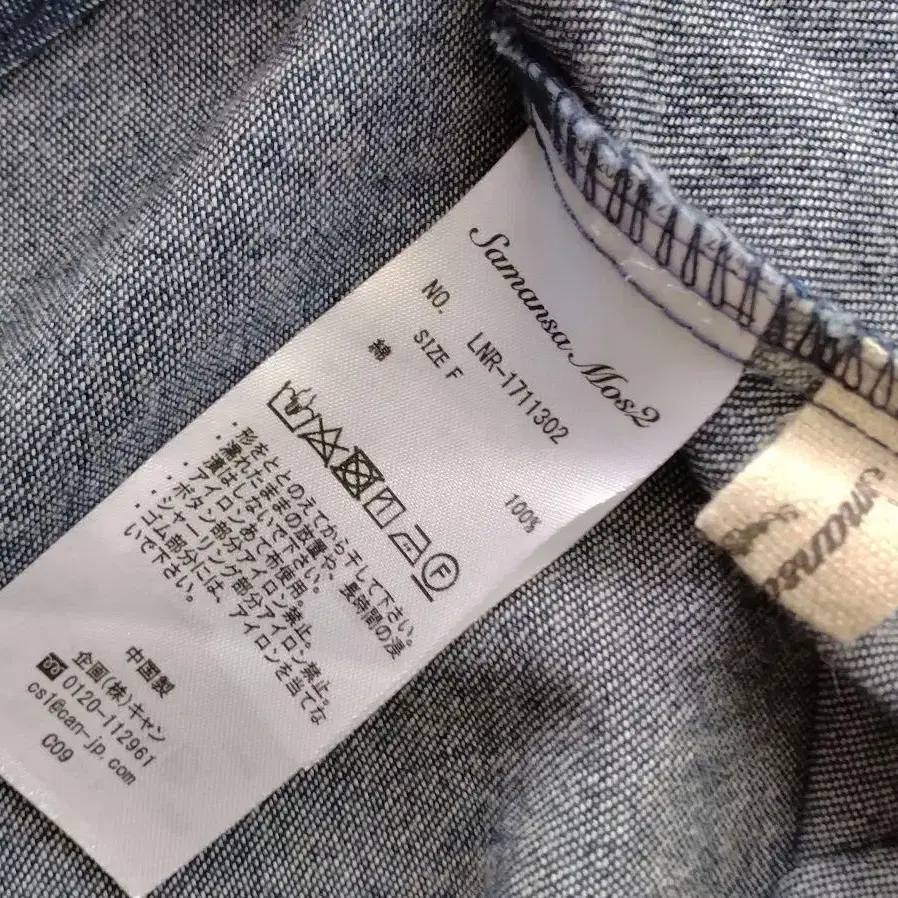 Samansa Mos2
NO. LNR-1711302
SIZE F
綿 100%
・形をととのえてから干して下さい。
・濡れたままの放置や、長時間の浸
漬はしないで下さい。
・アイロンあて布使用。
・ボタン部分アイロン禁止。
・シャーリング部分アイロン禁止。
・ゴム部分には、アイロンを当てな
いで下さい。
中国製
企画(株)キャン
0120-112961
csl@can-jp.com
C09
F